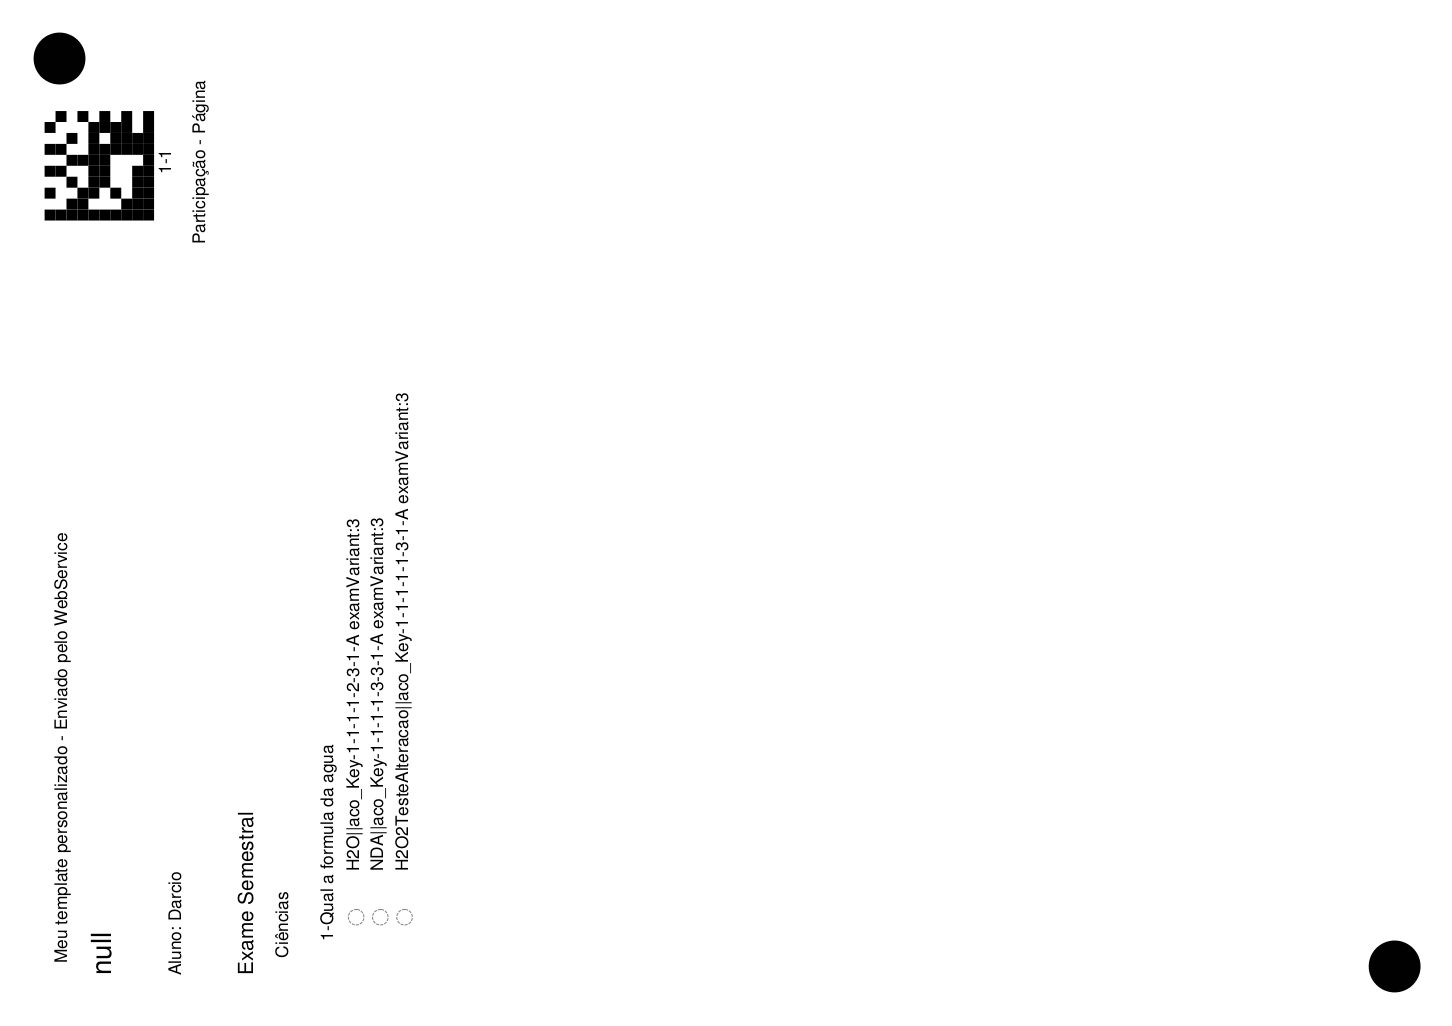 Meu template personalizado - Enviado pelo WebService
null
1-1
Aluno: Darcio
Participação - Página
Exame Semestral
Ciências
1-Qual a formula da agua
H2O||aco_Key-1-1-1-1-2-3-1-A examVariant:3
NDA||aco_Key-1-1-1-1-3-3-1-A examVariant:3
H2O2TesteAlteracao||aco_Key-1-1-1-1-1-3-1-A examVariant:3